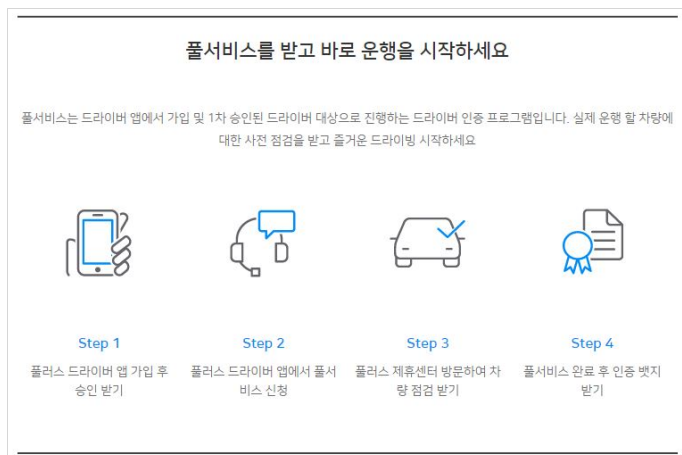 풀서비스를 받고 바로 운행을 시작하세요
풀서비스는 드라이버 앱에서 가입 및 1차 승인된 드라이버 대상으로 진행하는 드라이버 인증 프로그램입니다. 실제 운행 할 차량에
대한 사전 점검을 받고 즐거운 드라이빙 시작하세요
Step 1
풀러스 드라이버 앱 가입 후
승인 받기
Step 2
풀러스 드라이버 앱에서 풀서
비스 신청
Step 3
풀러스 제휴센터 방문하여 차
량 점검 받기
Step 4
풀서비스 완료 후 인증 뱃지
받기